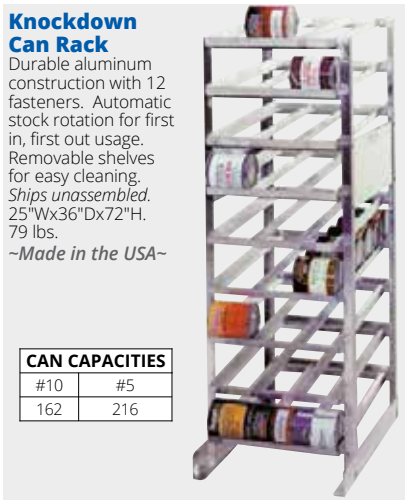 Knockdown
Can Rack
Durable aluminum
construction with 12
fasteners. Automatic
stock rotation for first
in, first out usage.
Removable shelves
for easy cleaning.
Ships unassembled.
25"Wx36"Dx72"H.
79 lbs.
~Made in the USA~
CAN CAPACITIES
#10 #5
162 216